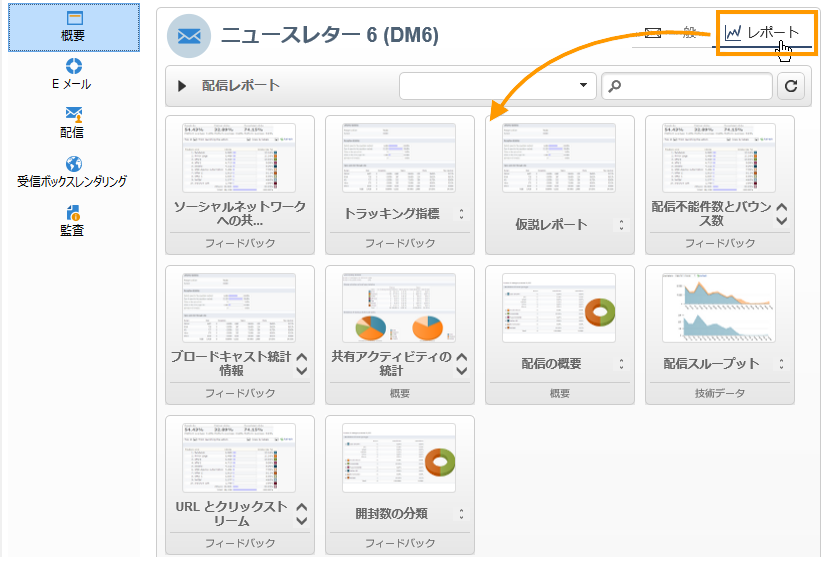 概要
Eメール
配信
受信ボックスレンダリング
監査
ニュースレター 6 (DM6)
一般
レポート
配信レポート
ソーシャルネットワーク
への共...
フィードバック
トラッキング指標
フィードバック
仮説レポート
配信不能件数とバウン
ス数
フィードバック
ブロードキャスト統計
情報
フィードバック
共有アクティビティの
統計
概要
配信の概要
概要
配信スループット
技術データ
URL とクリックスト
リーム
フィードバック
開封数の分類
フィードバック